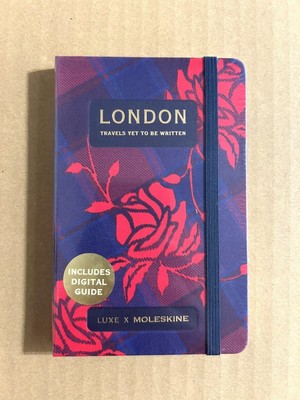 LONDON
TRAVELS YET TO BE WRITTEN
INCLUDES
DIGITAL
GUIDE
LUXE X MOLESKINE